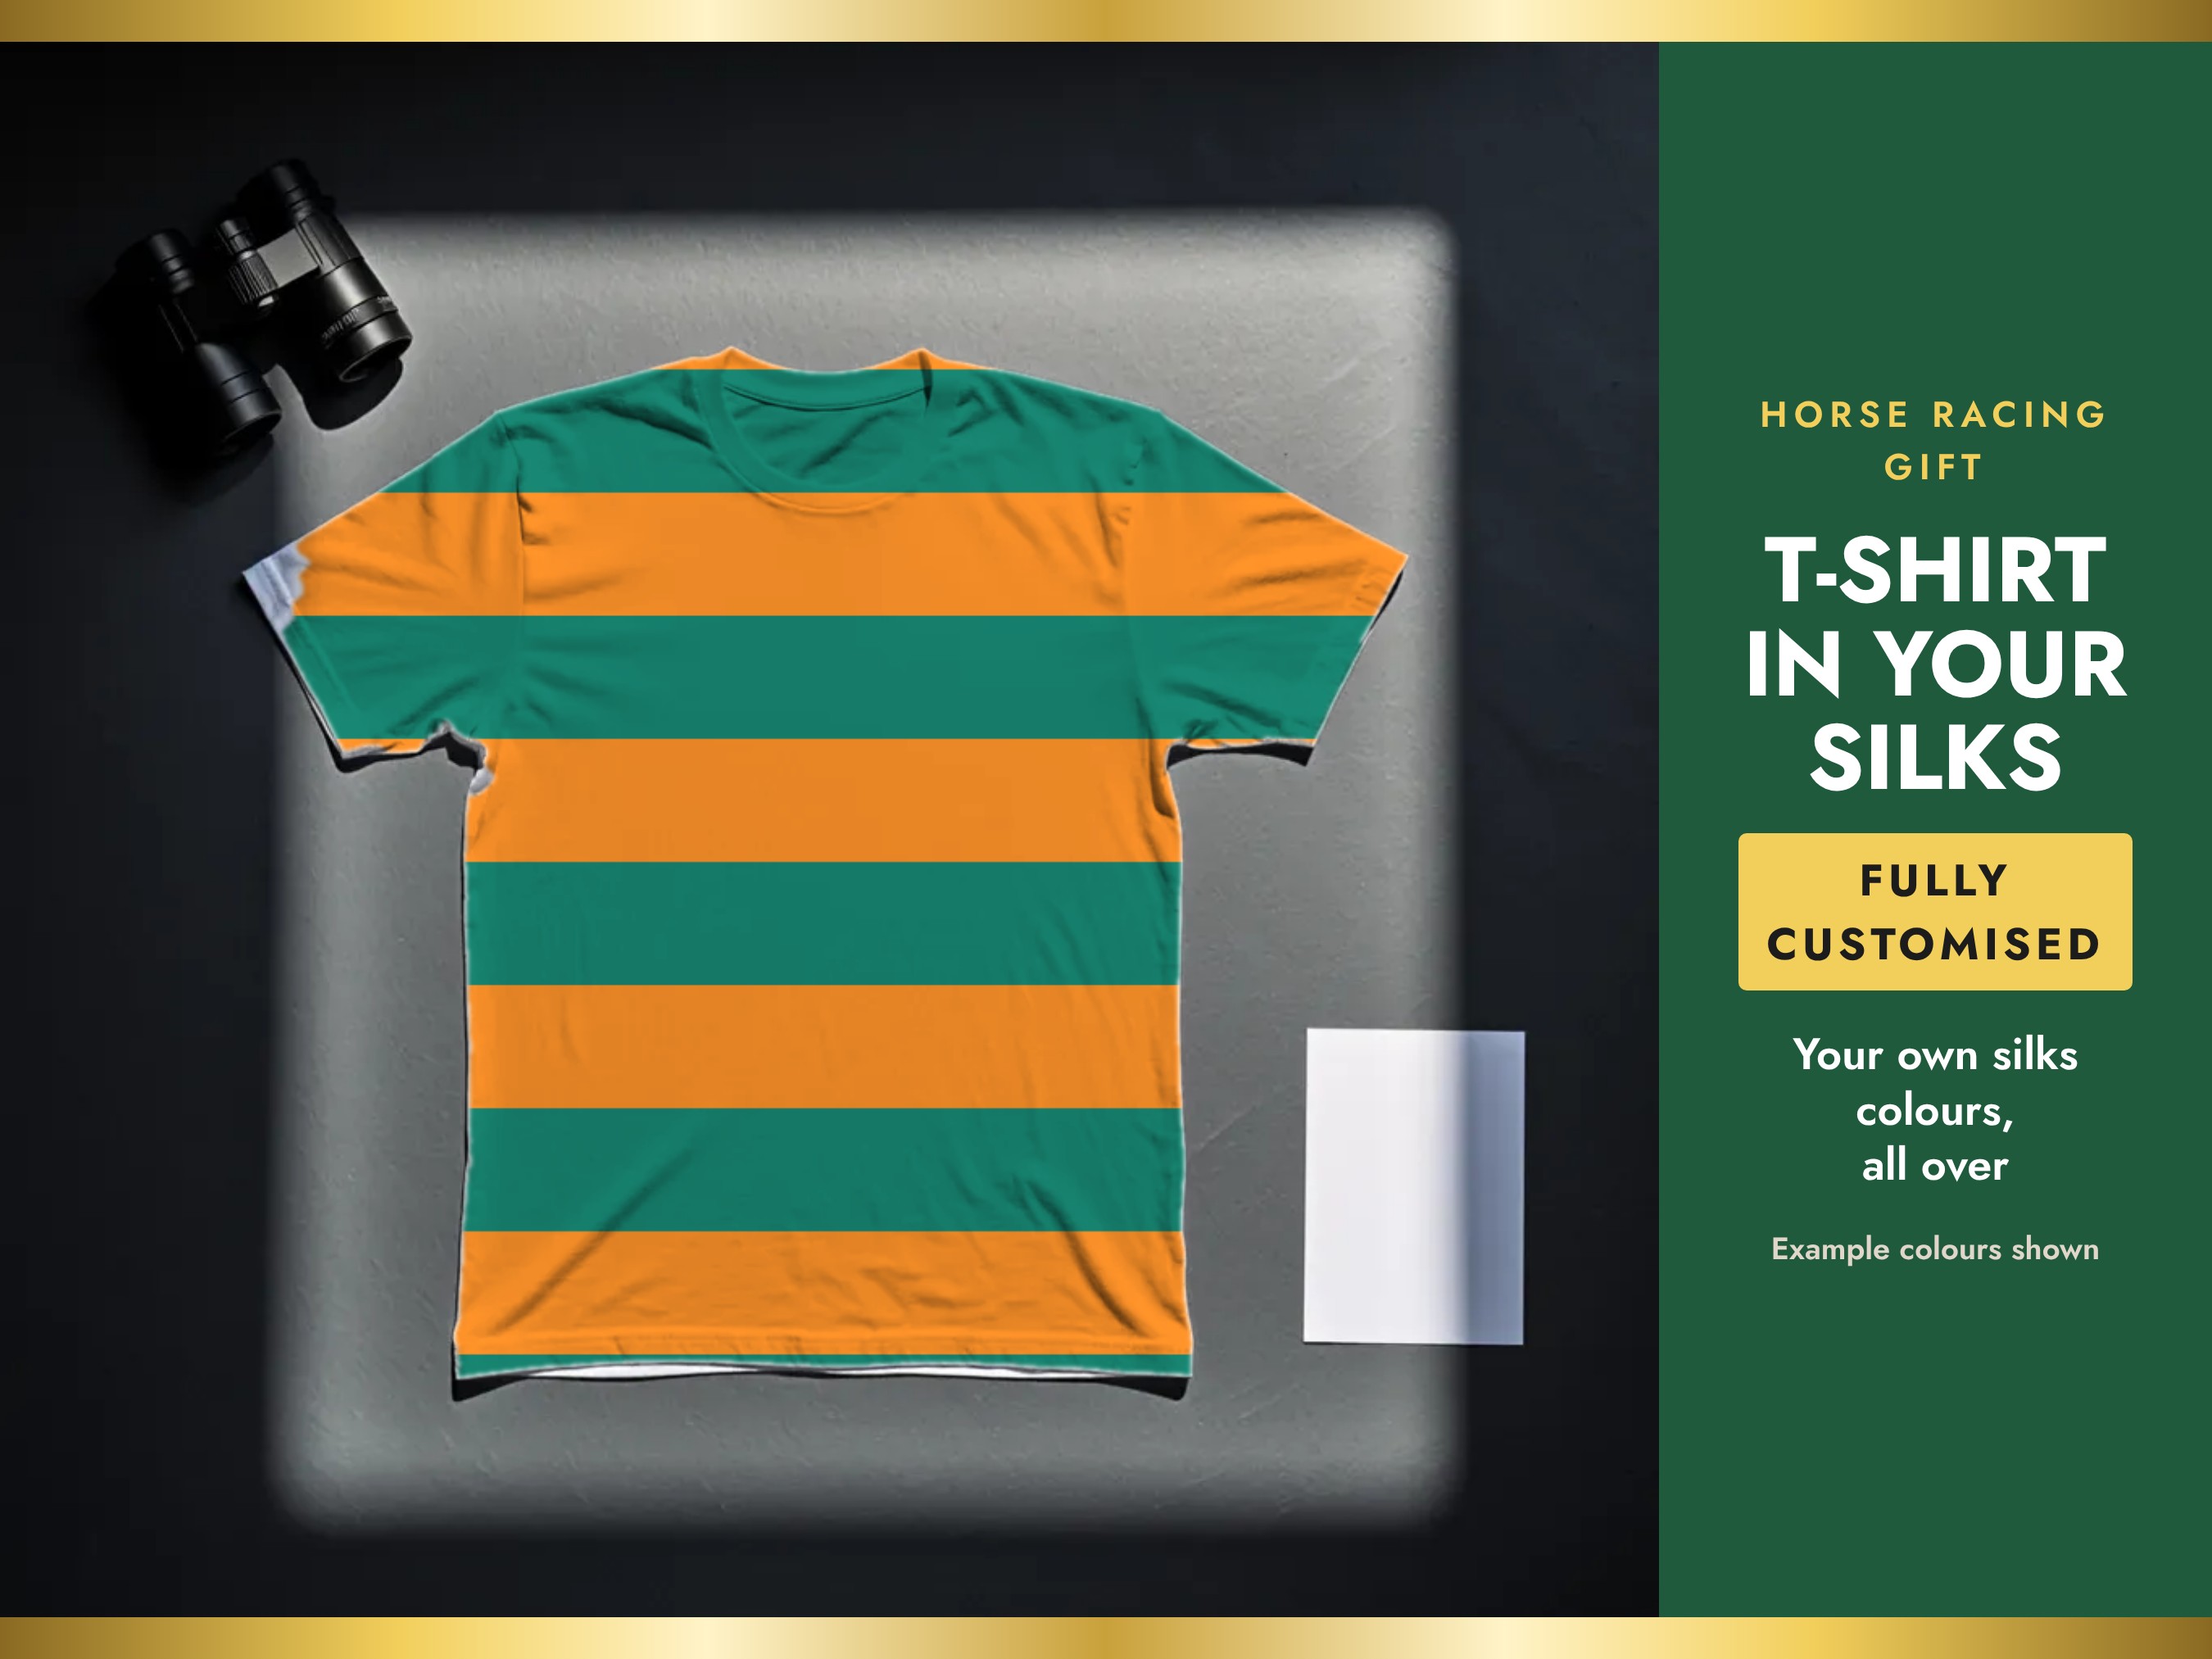 HORSE RACING
GIFT
T-SHIRT
IN YOUR
SILKS
FULLY
CUSTOMISED
Your own silks
colours,
all over
Example colours shown